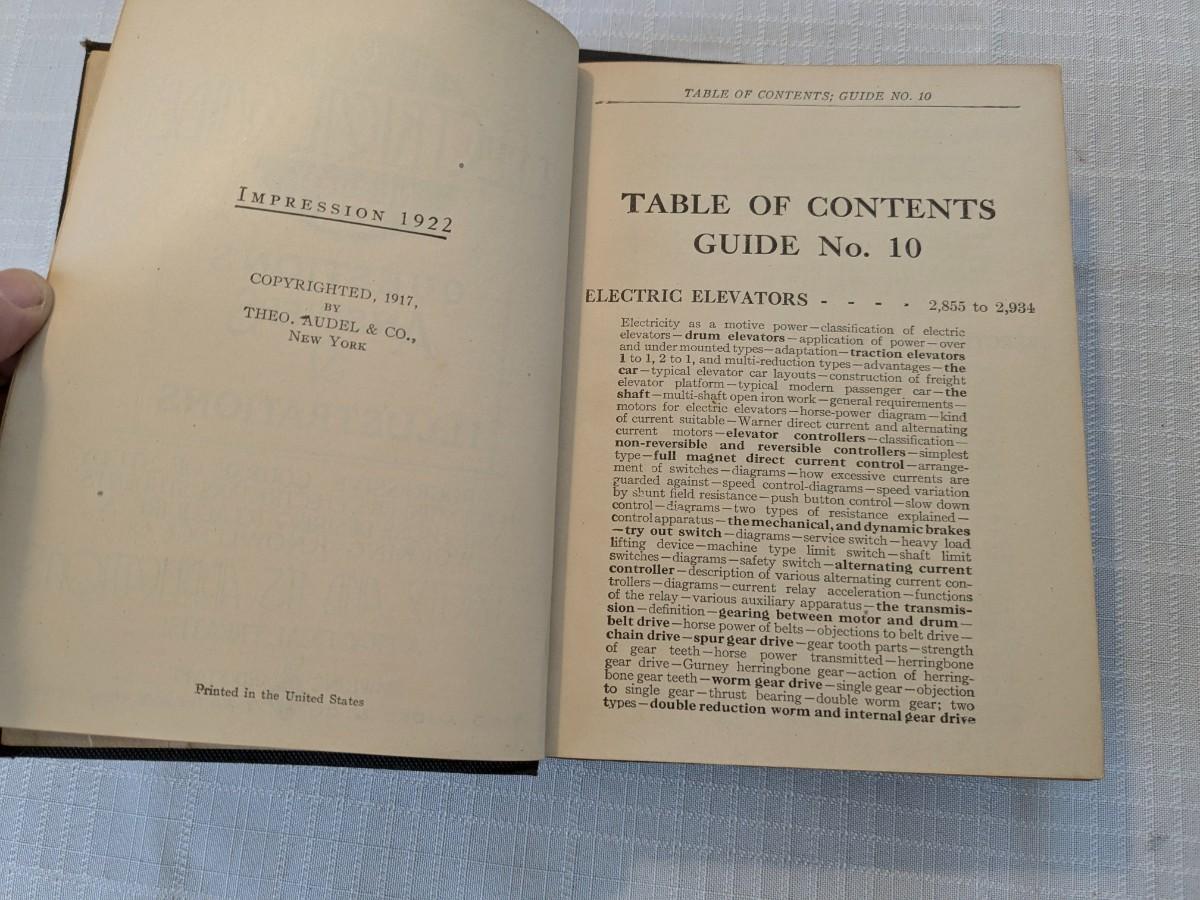 IMPRESSION 1922
COPYRIGHTED, 1917,
BY
THEO. AUDEL & CO.,
NEW YORK
Printed in the United States
TABLE OF CONTENTS; GUIDE NO. 10
TABLE OF CONTENTS
GUIDE No. 10
ELECTRIC ELEVATORS - - - - 2,855 to 2,934
Electricity as a motive power—classification of electric
elevators—drum elevators—application of power—over
and under mounted types—adaptation—traction elevators
1 to 1, 2 to 1, and multi-reduction types—advantages—the
car—typical elevator car layouts—construction of freight
elevator platform—typical modern passenger car—the
shaft—multi-shaft open iron work—general requirements—
motors for electric elevators—horse-power diagram—kind
of current suitable—Warner direct current and alternating
current motors—elevator controllers—classification—
non-reversible and reversible controllers—simplest
type—full magnet direct current control—arrange-
ment of switches—diagrams—how excessive currents are
guarded against—speed control-diagrams—speed variation
by shunt field resistance—push button control—slow down
control—diagrams—two types of resistance explained—
control apparatus—the mechanical, and dynamic brakes
—try out switch—diagrams—service switch—heavy load
lifting device—machine type limit switch—shaft limit
switches—diagrams—safety switch—alternating current
controller—description of various alternating current con-
trollers—diagrams—current relay acceleration—functions
of the relay—various auxiliary apparatus—the transmis-
sion—definition—gearing between motor and drum—
belt drive—horse power of belts—objections to belt drive—
chain drive—spur gear drive—gear tooth parts—strength
of gear teeth—horse power transmitted—herringbone
gear drive—Gurney herringbone gear—action of herring-
bone gear teeth—worm gear drive—single gear—objection
to single gear—thrust bearing—double worm gear; two
types—double reduction worm and internal gear drive